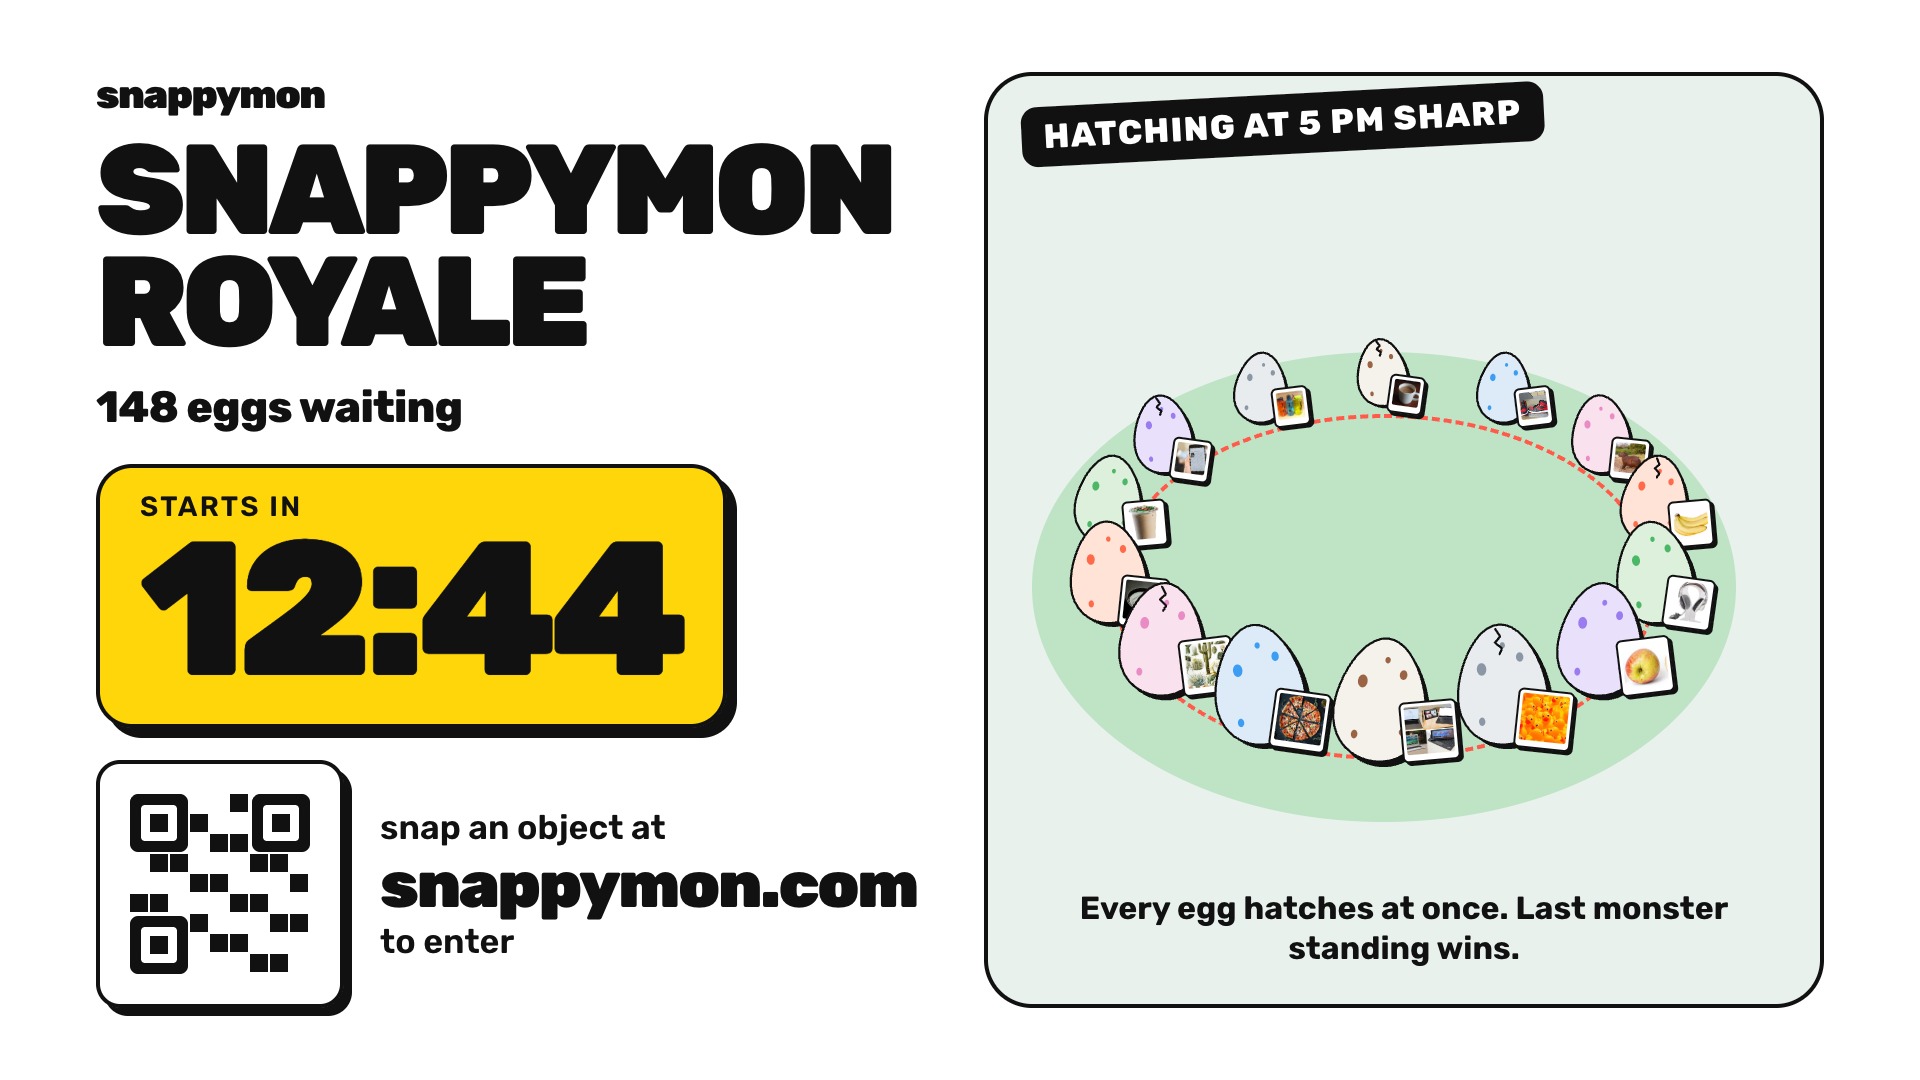 snappymon
SNAPPYMON
ROYALE
148 eggs waiting
STARTS IN
12:44
snap an object at
snappymon.com
to enter
HATCHING AT 5 PM SHARP
Every egg hatches at once. Last monster
standing wins.